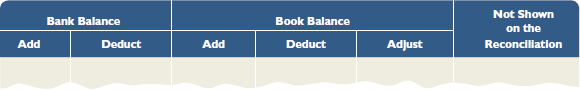 Bank Balance Book Balance Not Shown
on the
Add Deduct Add Deduct Adjust Reconciliation